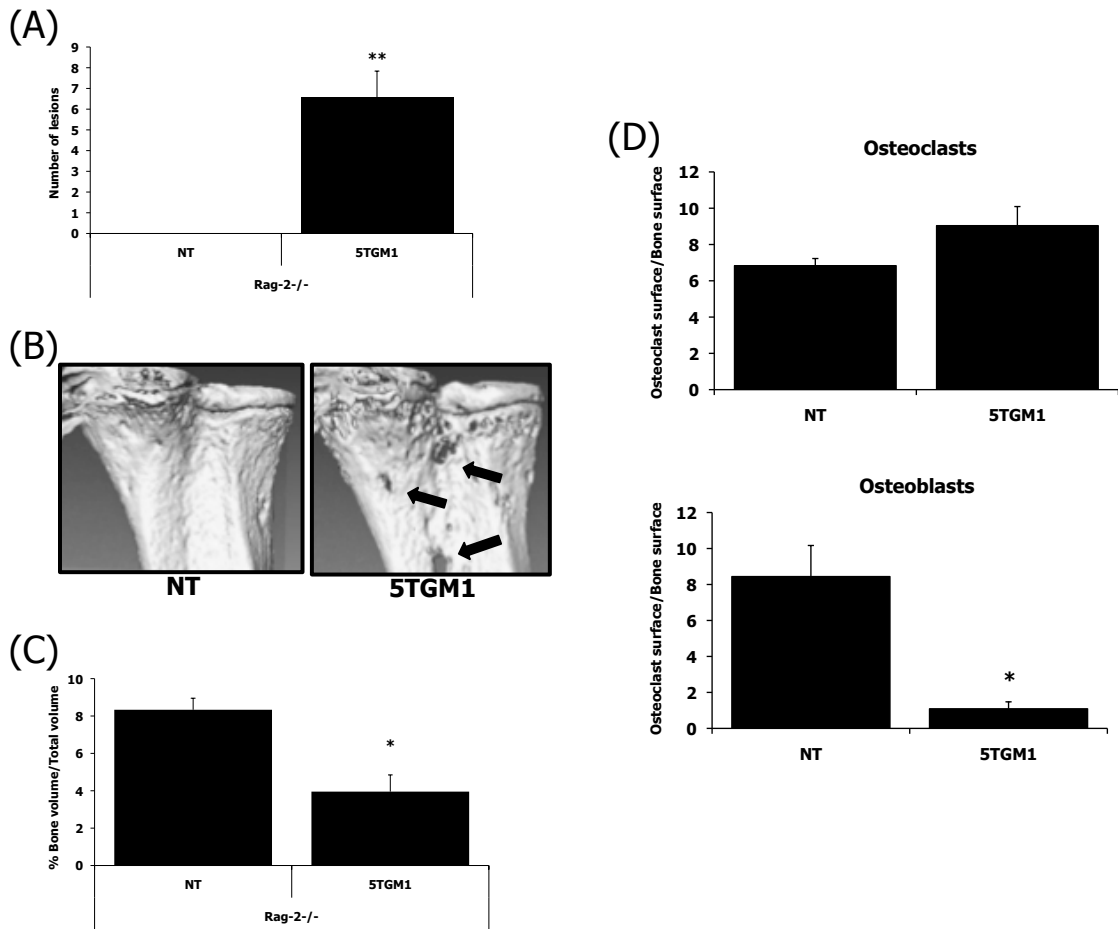 (A)
Number of lesions
9
8
7
6
5
4
3
2
1
0
**
NT
5TGM1
Rag-2-/-
(B)
NT
5TGM1
(C)
% Bone volume/Total volume
10
8
6
4
2
0
*
NT
5TGM1
Rag-2-/-
(D)
Osteoclasts
Osteoclast surface/Bone surface
12
10
8
6
4
2
0
NT
5TGM1
Osteoblasts
Osteoclast surface/Bone surface
12
10
8
6
4
2
0
*
NT
5TGM1